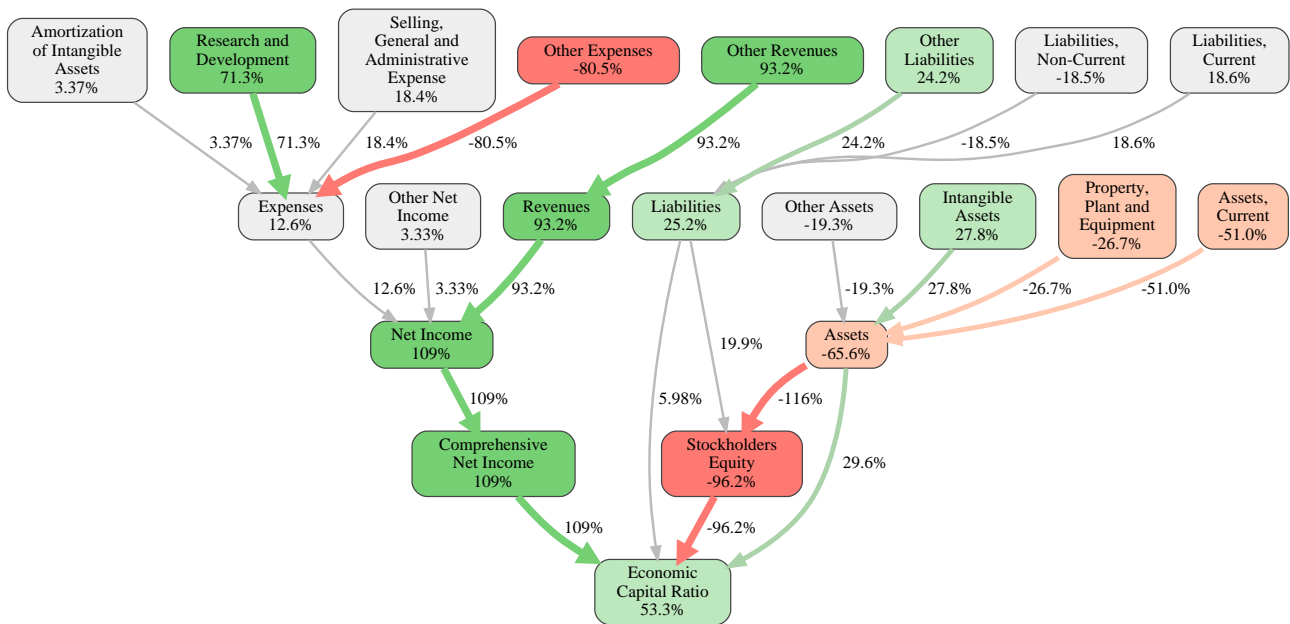 Amortization
of Intangible
Assets
3.37%
Research and
Development
71.3%
Selling,
General and
Administrative
Expense
18.4%
Other Expenses
-80.5%
Other Revenues
93.2%
Other
Liabilities
24.2%
Liabilities,
Non-Current
-18.5%
Liabilities,
Current
18.6%
3.37%
71.3%
18.4%
-80.5%
93.2%
24.2%
-18.5%
18.6%
Expenses
12.6%
Other Net
Income
3.33%
Revenues
93.2%
Liabilities
25.2%
Other Assets
-19.3%
Intangible
Assets
27.8%
Property,
Plant and
Equipment
-26.7%
Assets,
Current
-51.0%
12.6%
3.33%
93.2%
-19.3%
27.8%
-26.7%
-51.0%
Net Income
109%
19.9%
Assets
-65.6%
109%
5.98%
-116%
Comprehensive
Net Income
109%
Stockholders
Equity
-96.2%
29.6%
109%
-96.2%
Economic
Capital Ratio
53.3%